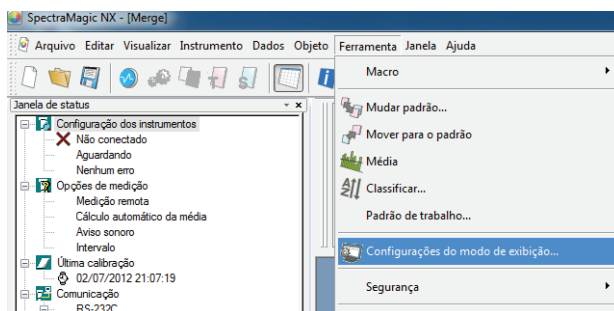 SpectraMagic NX - [Merge]
Arquivo Editar Visualizar Instrumento Dados Objeto Ferramenta Janela Ajuda
Janela de status
Configuração dos instrumentos
Não conectado
Aguardando
Nenhum erro
Opções de medição
Medição remota
Cálculo automático da média
Aviso sonoro
Intervalo
Última calibração
02/07/2012 21:07:19
Comunicação
RS-232C
Macro
Mudar padrão...
Mover para o padrão
Média
Classificar...
Padrão de trabalho...
Configurações do modo de exibição...
Segurança